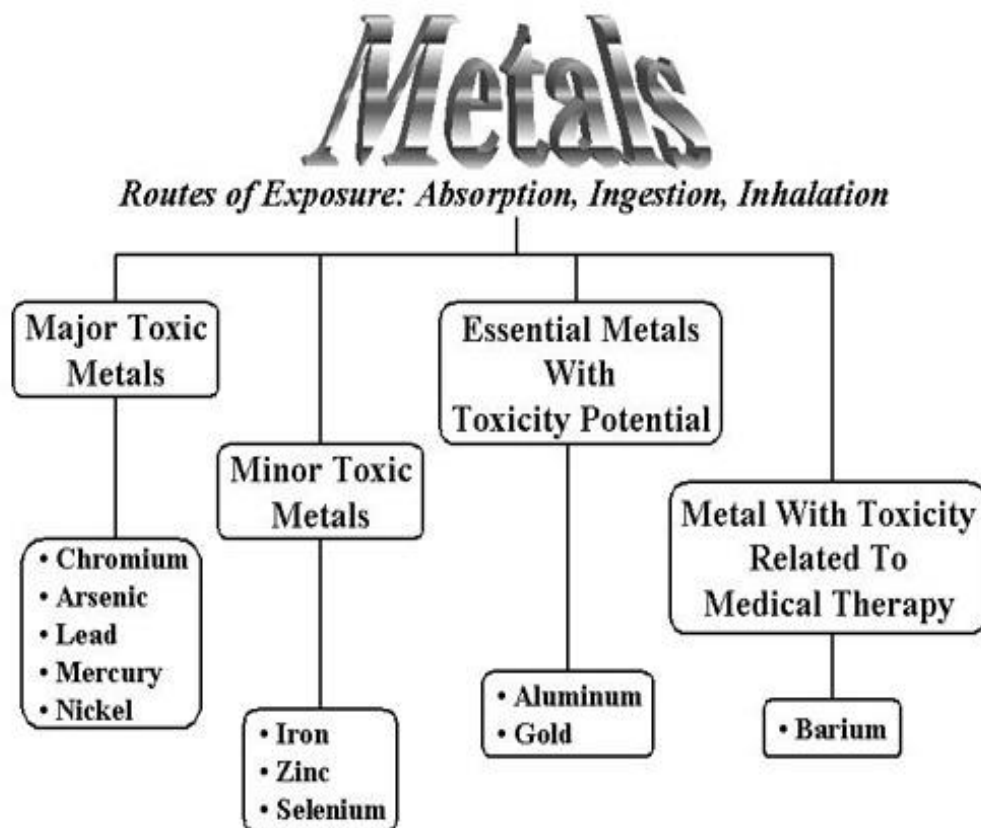 Metals
Routes of Exposure: Absorption, Ingestion, Inhalation
Major Toxic
Metals
• Chromium
• Arsenic
• Lead
• Mercury
• Nickel
Minor Toxic
Metals
• Iron
• Zinc
• Selenium
Essential Metals
With
Toxicity Potential
• Aluminum
• Gold
Metal With Toxicity
Related To
Medical Therapy
• Barium